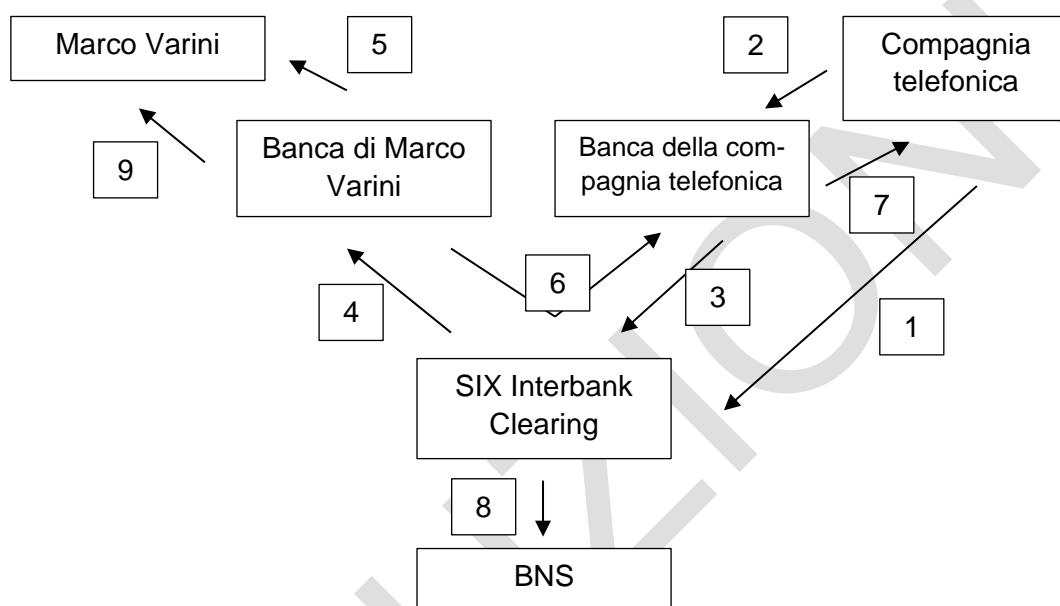 Marco Varini
5
2
Compagnia
telefonica
9
Banca di Marco
Varini
Banca della com-
pagnia telefonica
7
4
6
3
1
SIX Interbank
Clearing
8
BNS